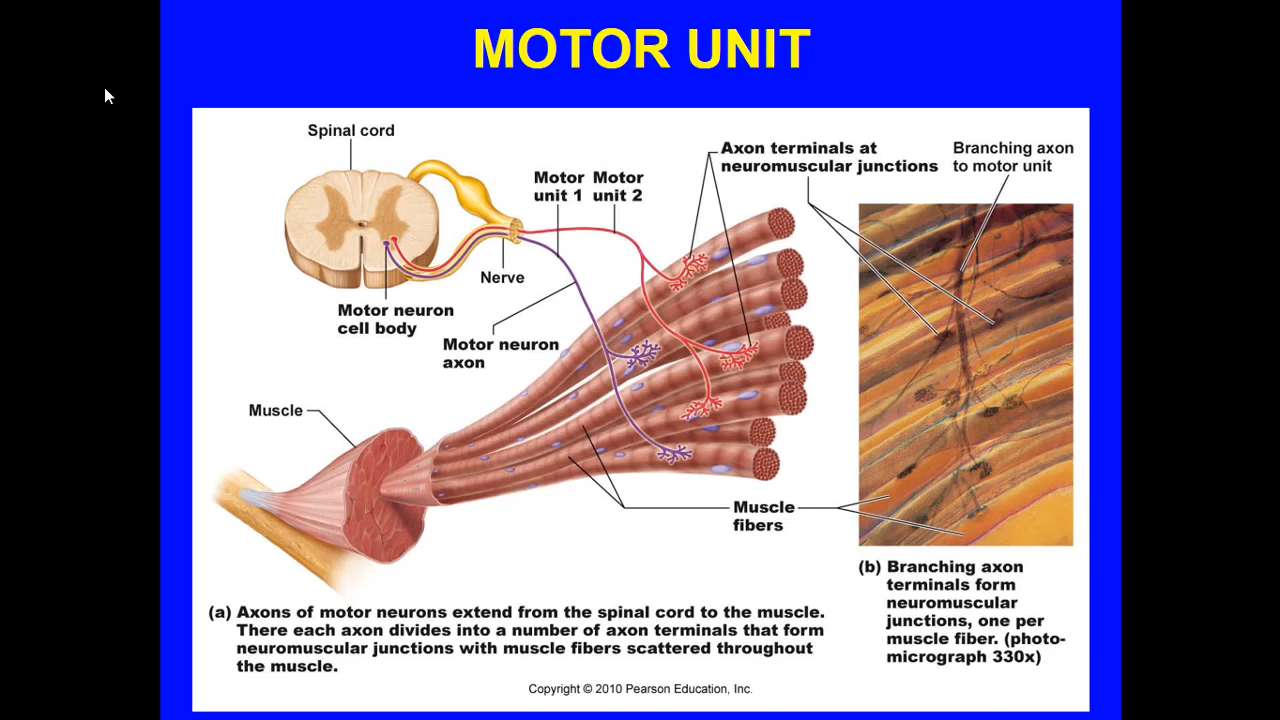 MOTOR UNIT
Spinal cord
Motor
unit 1
Motor
unit 2
Axon terminals at
neuromuscular junctions
Branching axon
to motor unit
Nerve
Motor neuron
cell body
Motor neuron
axon
Muscle
Muscle
fibers
(a) Axons of motor neurons extend from the spinal cord to the muscle.
There each axon divides into a number of axon terminals that form
neuromuscular junctions with muscle fibers scattered throughout
the muscle.
(b) Branching axon
terminals form
neuromuscular
junctions, one per
muscle fiber. (photo-
micrograph 330x)
Copyright © 2010 Pearson Education, Inc.